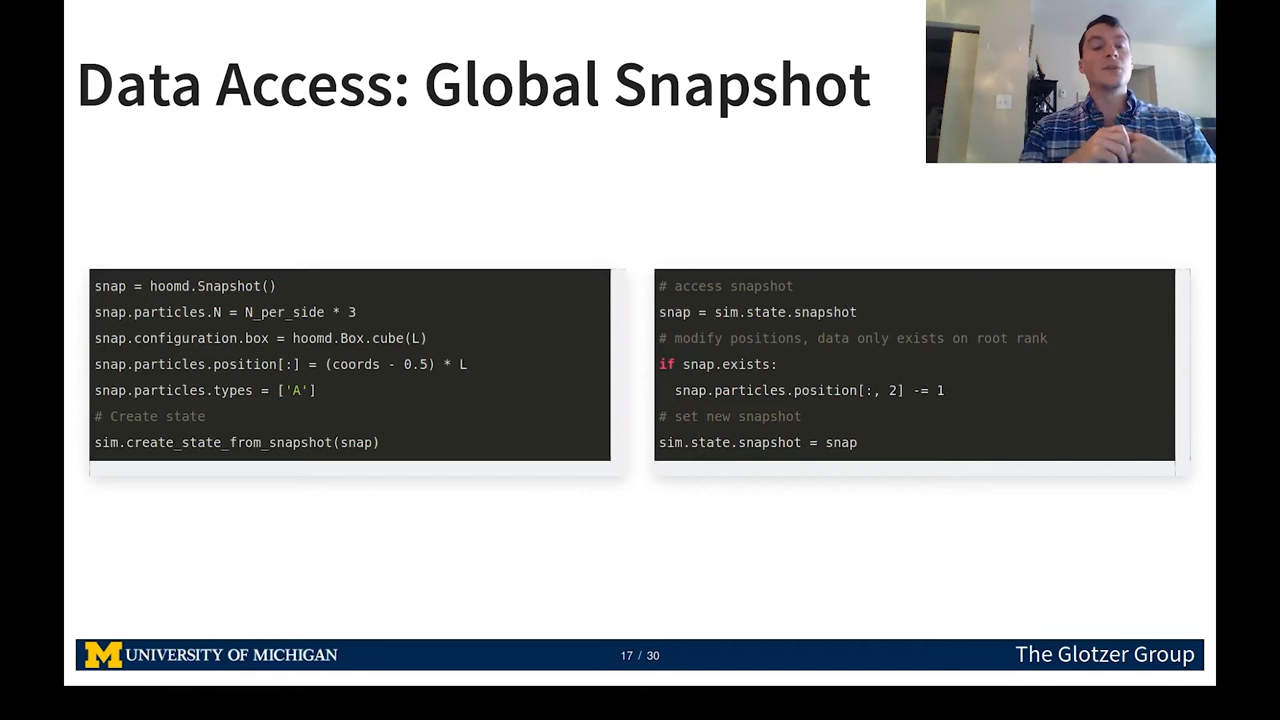 Data Access: Global Snapshot
snap = hoomd.Snapshot()
snap.particles.N = N_per_side * 3
snap.configuration.box = hoomd.Box.cube(L)
snap.particles.position[:] = (coords - 0.5) * L
snap.particles.types = ['A']
# Create state
sim.create_state_from_snapshot(snap)
# access snapshot
snap = sim.state.snapshot
# modify positions, data only exists on root rank
if snap.exists:
  snap.particles.position[:, 2] -= 1
# set new snapshot
sim.state.snapshot = snap
M UNIVERSITY OF MICHIGAN
17 / 30
The Glotzer Group